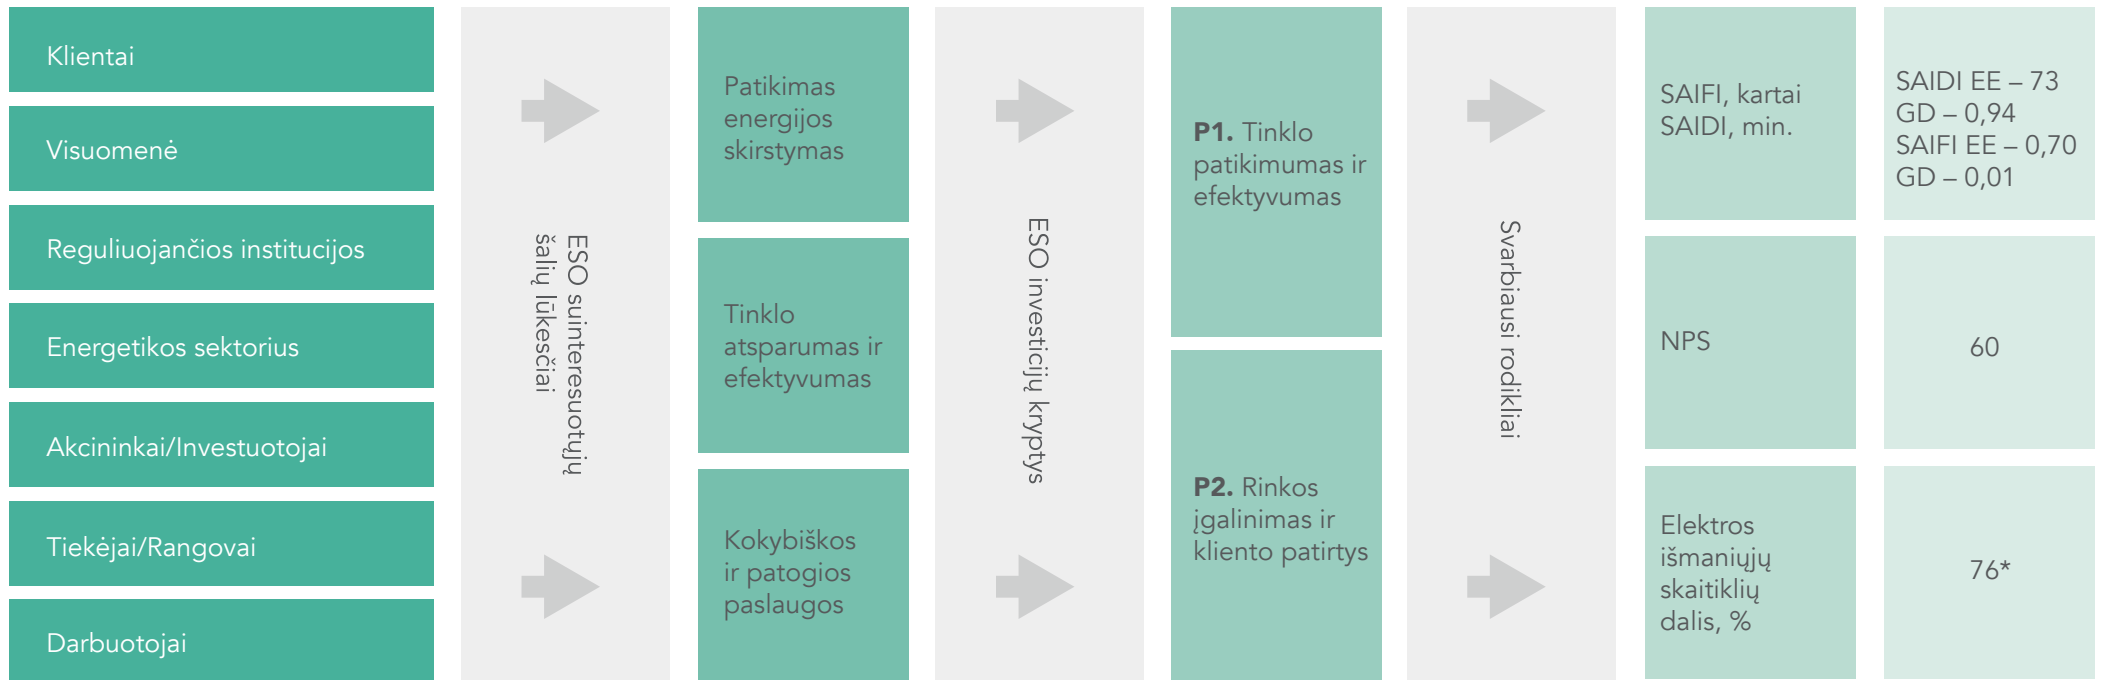 Klientai
Visuomenė
Reguliuojančios institucijos
Energetikos sektorius
Akcininkai/Investuotojai
Tiekėjai/Rangovai
Darbuotojai
ESO suinteresuotųjų
šalių lūkesčiai
Patikimas
energijos
skirstymas
Tinklo
atsparumas ir
efektyvumas
Kokybiškos
ir patogios
paslaugos
ESO investicijų kryptys
P1. Tinklo
patikimumas ir
efektyvumas
P2. Rinkos
įgalinimas ir
kliento patirtys
Svarbiausi rodikliai
SAIFI, kartai
SAIDI, min.
NPS
Elektros
išmaniųjų
skaitiklių
dalis, %
SAIDI EE – 73
GD – 0,94
SAIFI EE – 0,70
GD – 0,01
60
76*